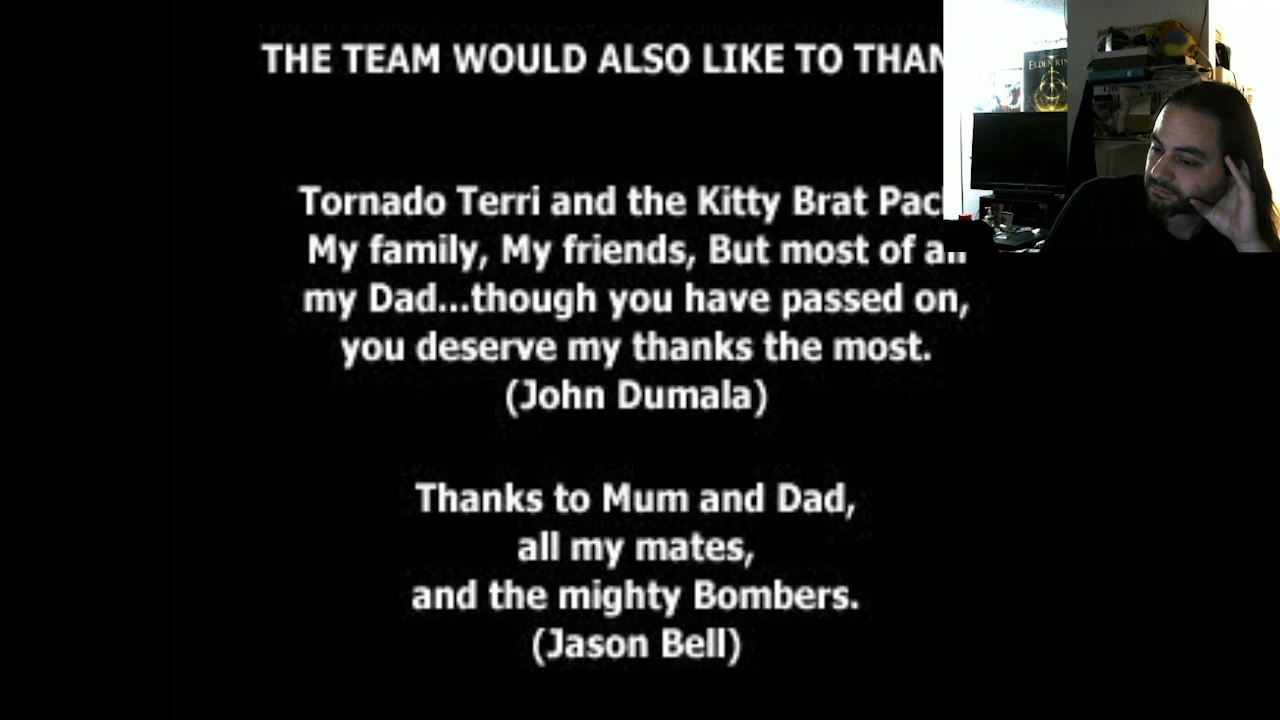 THE TEAM WOULD ALSO LIKE TO
Tornado Terri and the Kitty Brat
My family, My friends, But most of
my Dad...though you have passed on,
you deserve my thanks the most.
(John Dumala)
Thanks to Mum and Dad,
all my mates,
and the mighty Bombers.
(Jason Bell)
ELDEN